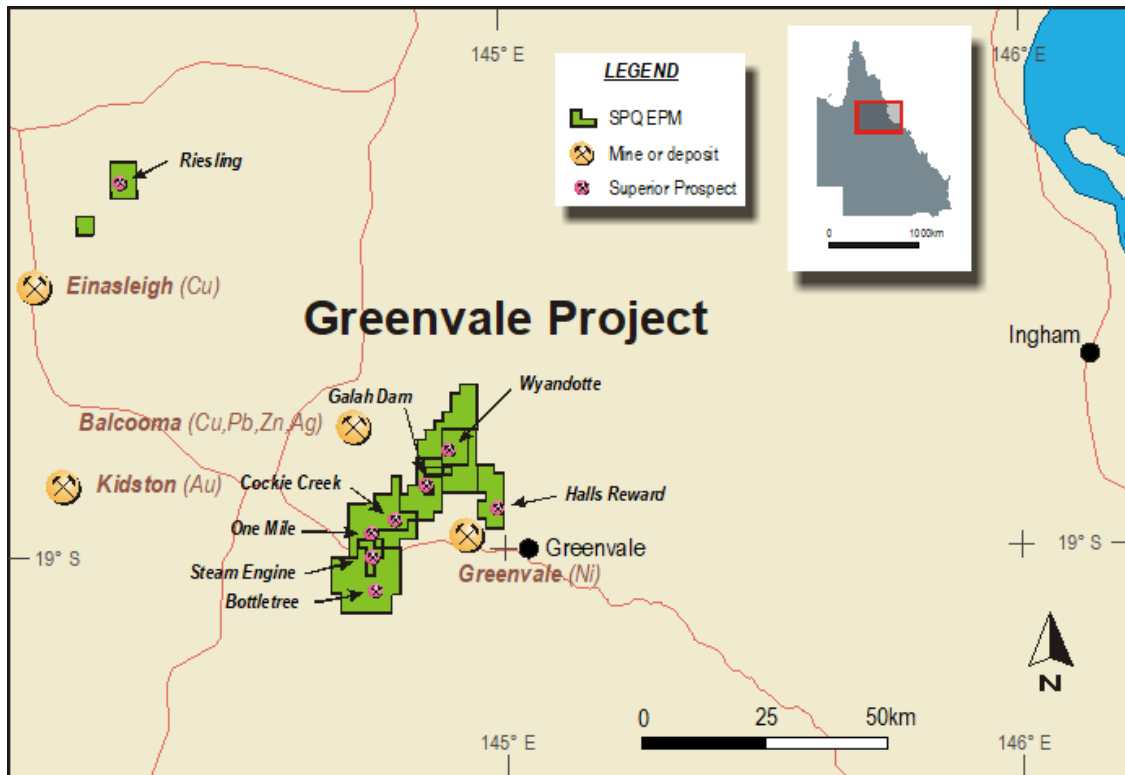 145° E
146° E
LEGEND
SPQ EPM
Mine or deposit
Superior Prospect
0 1000km
Riesling
Einasleigh (Cu)
Greenvale Project
Ingham
Wyandotte
Galah Dam
Balcooma (Cu,Pb,Zn,Ag)
Kidston (Au)
Cockie Creek
Halls Reward
One Mile
Greenvale
19° S
19° S
Steam Engine
Greenvale (Ni)
Bottletree
N
0 25 50km
145° E
146° E